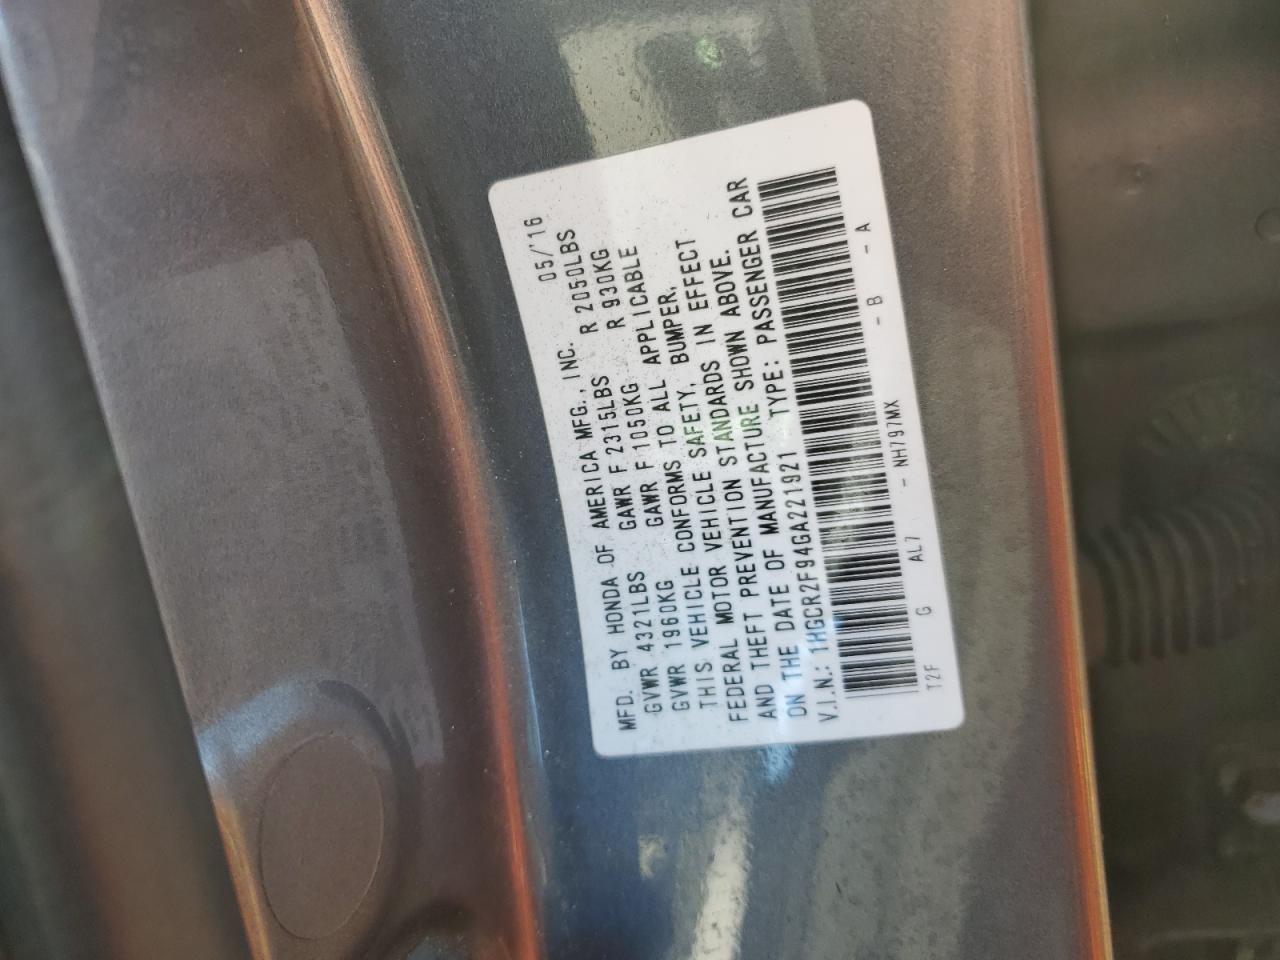 MFD. BY HONDA OF AMERICA MFG., INC. 05/'16
GVWR 4321LBS GAWR F 2315LBS R 2050LBS
GVWR 1960KG GAWR F 1050KG R 930KG
THIS VEHICLE CONFORMS TO ALL APPLICABLE
FEDERAL MOTOR VEHICLE SAFETY, BUMPER,
AND THEFT PREVENTION STANDARDS IN EFFECT
ON THE DATE OF MANUFACTURE SHOWN ABOVE.
V.I.N.: 1HGCR2F94GA221921 TYPE: PASSENGER CAR
T2F G AL7 - NH797MX - B - A